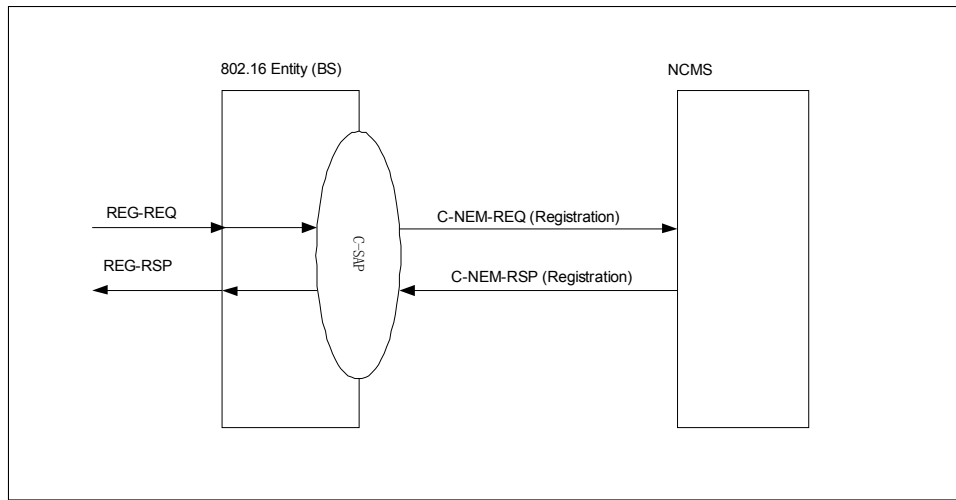 802.16 Entity (BS)
NCMS
REG-REQ
C-NEM-REQ (Registration)
C-SAP
REG-RSP
C-NEM-RSP (Registration)